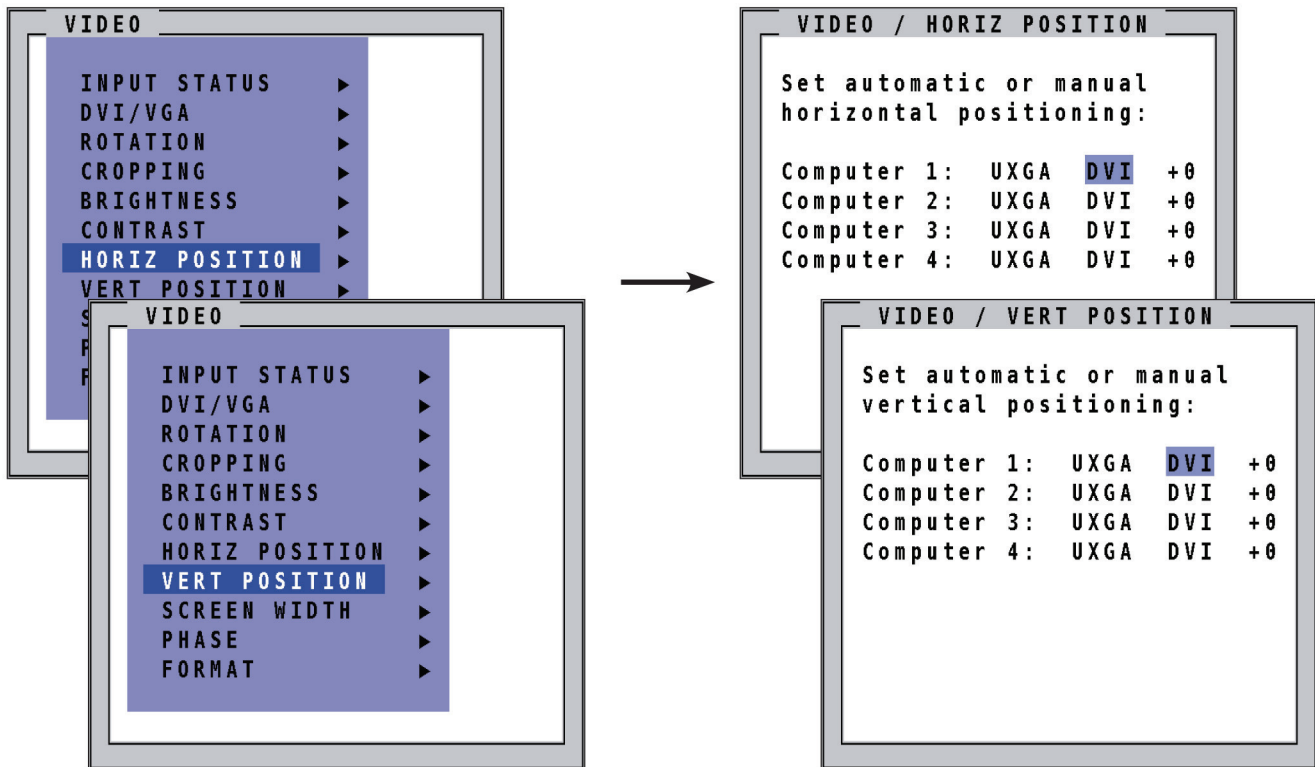 VIDEO
INPUT STATUS ▶
DVI/VGA ▶
ROTATION ▶
CROPPING ▶
BRIGHTNESS ▶
CONTRAST ▶
HORIZ POSITION ▶
VERT POSITION ▶
S
P
F
VIDEO
INPUT STATUS ▶
DVI/VGA ▶
ROTATION ▶
CROPPING ▶
BRIGHTNESS ▶
CONTRAST ▶
HORIZ POSITION ▶
VERT POSITION ▶
SCREEN WIDTH ▶
PHASE ▶
FORMAT ▶
VIDEO / HORIZ POSITION
Set automatic or manual
horizontal positioning:
Computer 1: UXGA DVI +0
Computer 2: UXGA DVI +0
Computer 3: UXGA DVI +0
Computer 4: UXGA DVI +0
VIDEO / VERT POSITION
Set automatic or manual
vertical positioning:
Computer 1: UXGA DVI +0
Computer 2: UXGA DVI +0
Computer 3: UXGA DVI +0
Computer 4: UXGA DVI +0